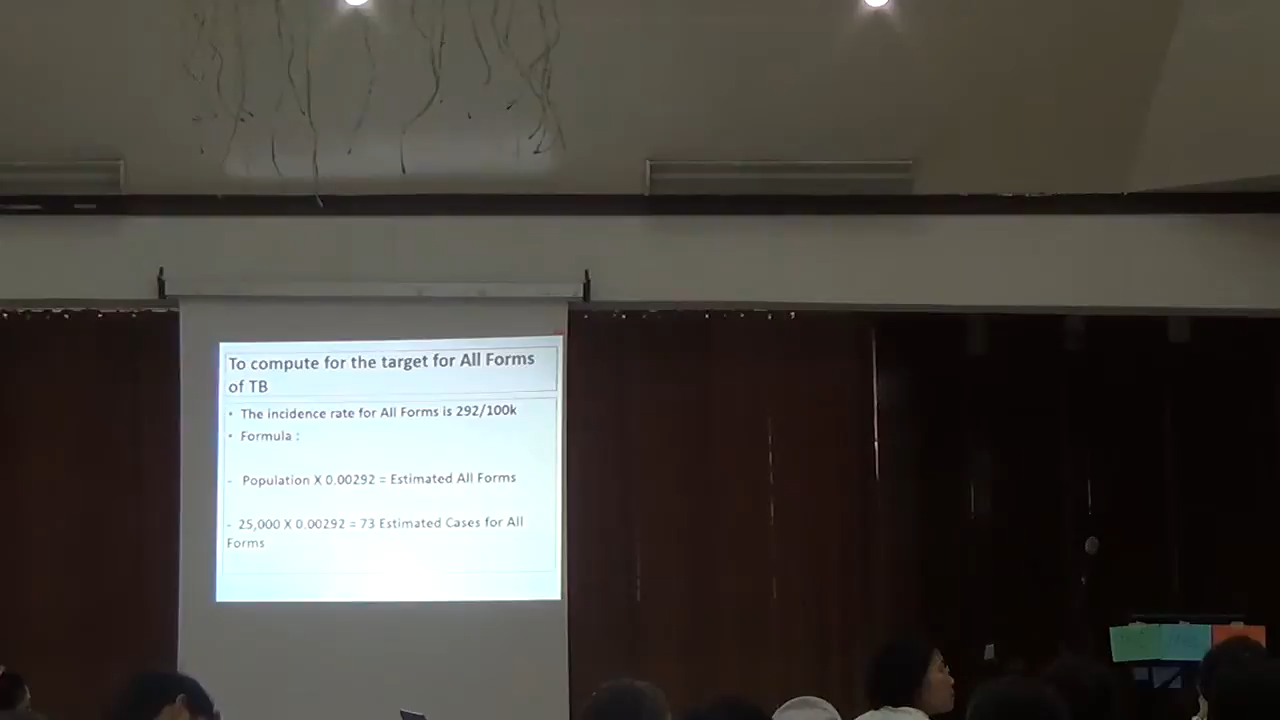 To compute for the target for All Forms
of TB
• The incidence rate for All Forms is 292/100k
• Formula :
- Population X 0.00292 = Estimated All Forms
- 25,000 X 0.00292 = 73 Estimated Cases for All
Forms